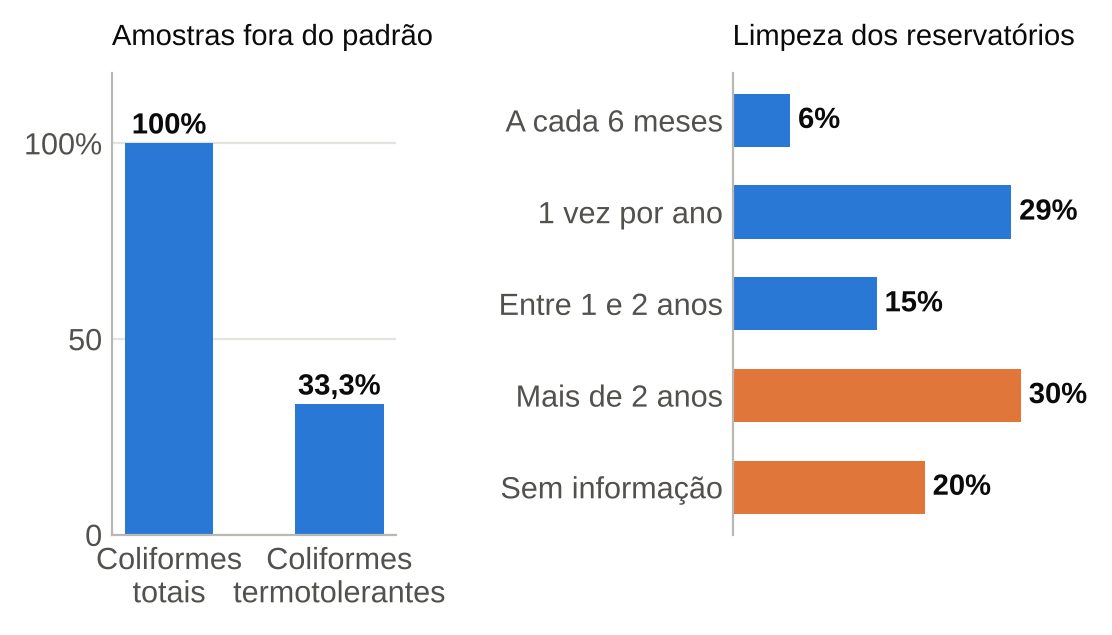 Amostras fora do padrão
100%
100%
50
33,3%
0
Coliformes
totais
Coliformes
termotolerantes
Limpeza dos reservatórios
A cada 6 meses
6%
1 vez por ano
29%
Entre 1 e 2 anos
15%
Mais de 2 anos
30%
Sem informação
20%